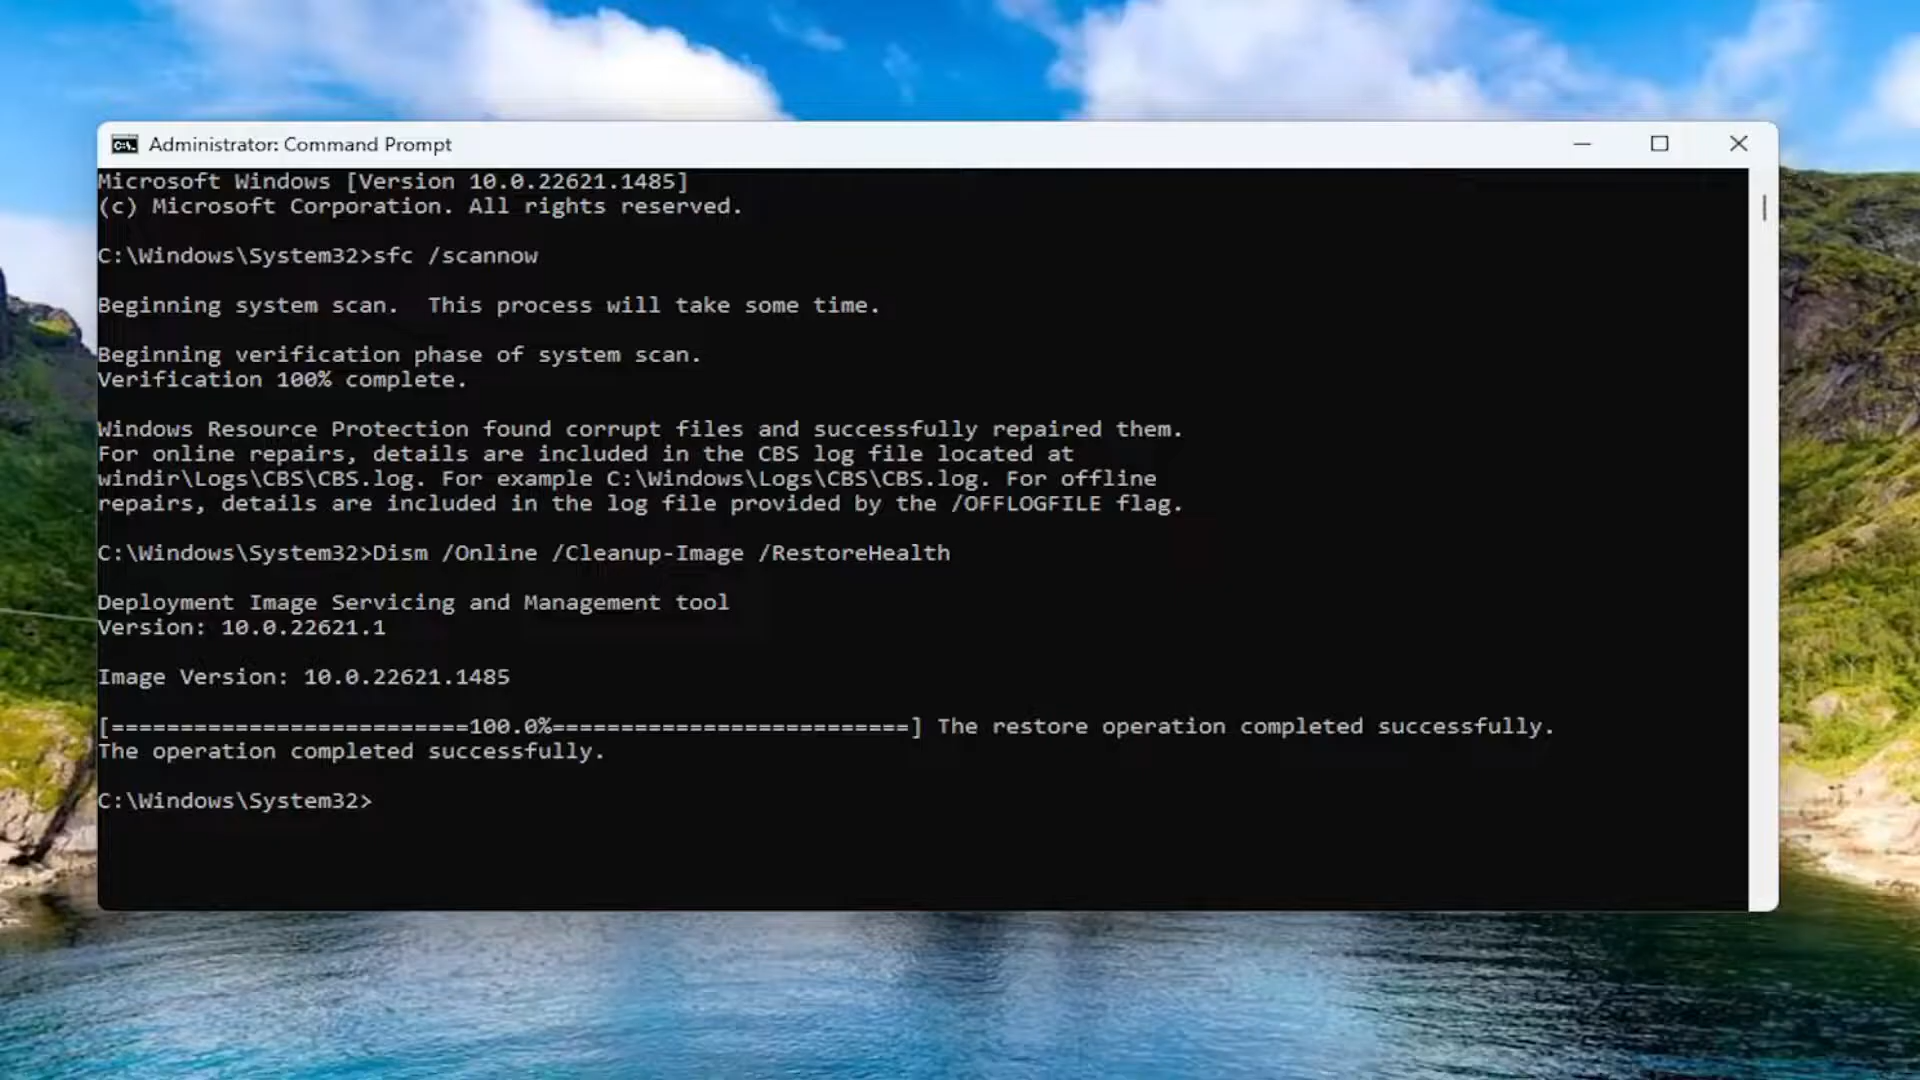 Administrator: Command Prompt
Microsoft Windows [Version 10.0.22621.1485]
(c) Microsoft Corporation. All rights reserved.
C:\Windows\System32>sfc /scannow
Beginning system scan.  This process will take some time.
Beginning verification phase of system scan.
Verification 100% complete.
Windows Resource Protection found corrupt files and successfully repaired them.
For online repairs, details are included in the CBS log file located at
windir\Logs\CBS\CBS.log. For example C:\Windows\Logs\CBS\CBS.log. For offline
repairs, details are included in the log file provided by the /OFFLOGFILE flag.
C:\Windows\System32>Dism /Online /Cleanup-Image /RestoreHealth
Deployment Image Servicing and Management tool
Version: 10.0.22621.1
Image Version: 10.0.22621.1485
[==========================100.0%==========================] The restore operation completed successfully.
The operation completed successfully.
C:\Windows\System32>